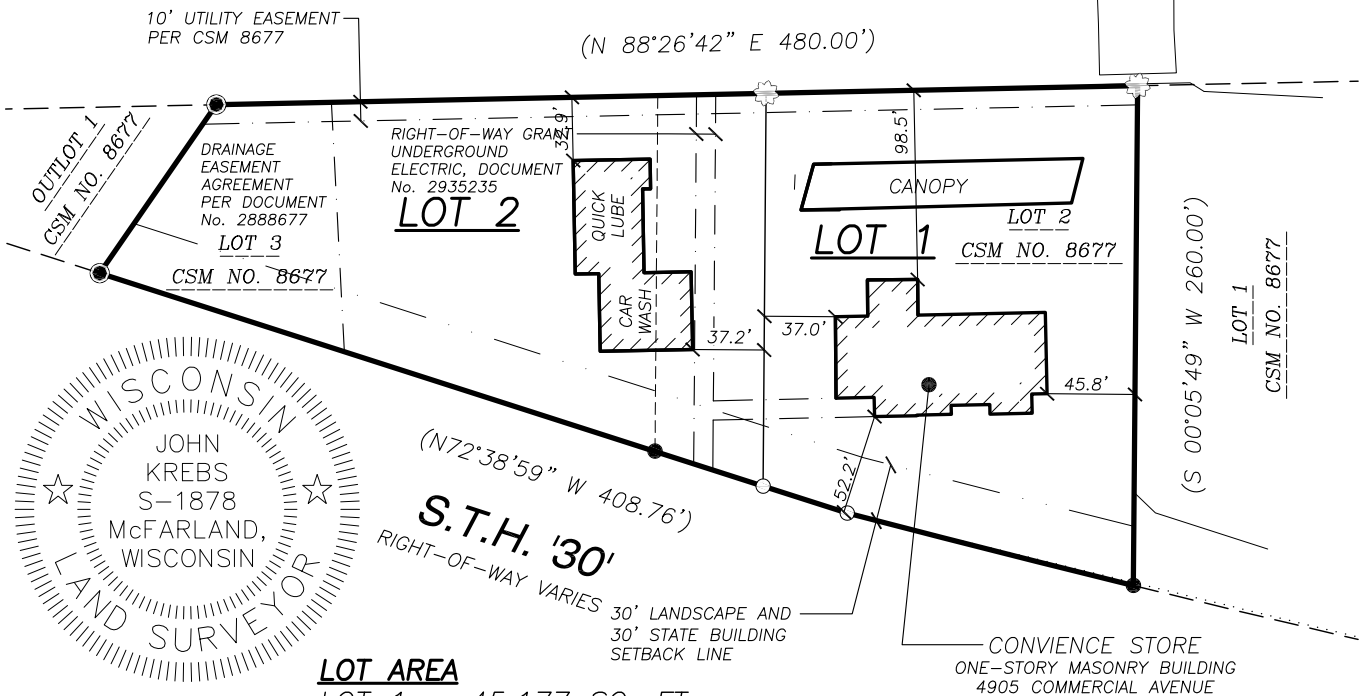 10' UTILITY EASEMENT
PER CSM 8677
(N 88°26'42" E 480.00')
OUTLOT 1
CSM NO. 8677
DRAINAGE
EASEMENT
AGREEMENT
PER DOCUMENT
No. 2888677
LOT 3
CSM NO. 8677
RIGHT-OF-WAY GRANT
UNDERGROUND
ELECTRIC, DOCUMENT
No. 2935235
LOT 2
32.9'
QUICK
LUBE
CAR
WASH
37.2'
37.0'
98.5'
CANOPY
LOT 2
LOT 1
CSM NO. 8677
45.8'
52.2'
(S 00°05'49" W 260.00')
LOT 1
CSM NO. 8677
WISCONSIN
JOHN
KREBS
S-1878
McFARLAND,
WISCONSIN
LAND SURVEYOR
(N72°38'59" W 408.76')
S.T.H. '30'
RIGHT-OF-WAY VARIES
30' LANDSCAPE AND
30' STATE BUILDING
SETBACK LINE
CONVIENCE STORE
ONE-STORY MASONRY BUILDING
4905 COMMERCIAL AVENUE
LOT AREA